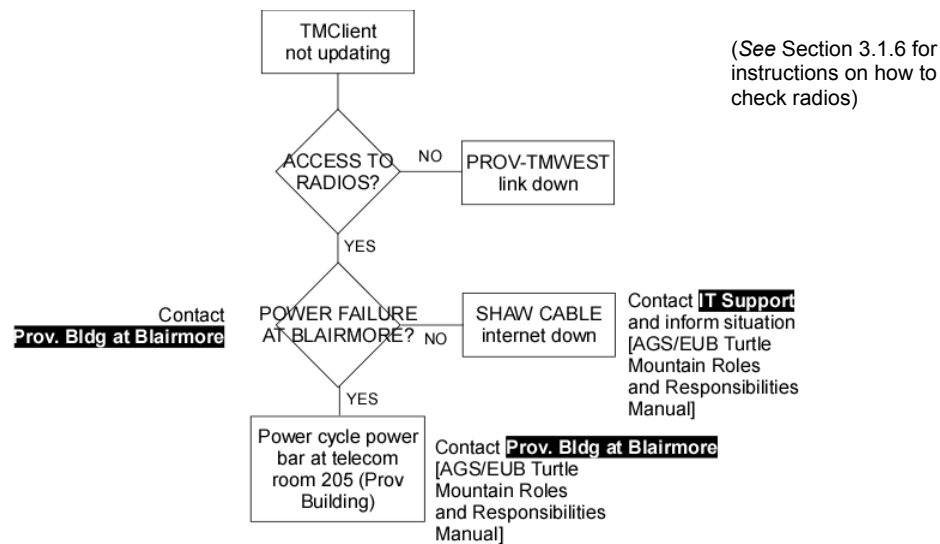 TMClient
not updating
(See Section 3.1.6 for
instructions on how to
check radios)
ACCESS TO
RADIOS?
NO
PROV-TMWEST
link down
YES
Contact
Prov. Bldg at Blairmore
POWER FAILURE
AT BLAIRMORE?
NO
SHAW CABLE
internet down
Contact IT Support
and inform situation
[AGS/EUB Turtle
Mountain Roles
and Responsibilities
Manual]
YES
Power cycle power
bar at telecom
room 205 (Prov
Building)
Contact Prov. Bldg at Blairmore
[AGS/EUB Turtle
Mountain Roles
and Responsibilities
Manual]